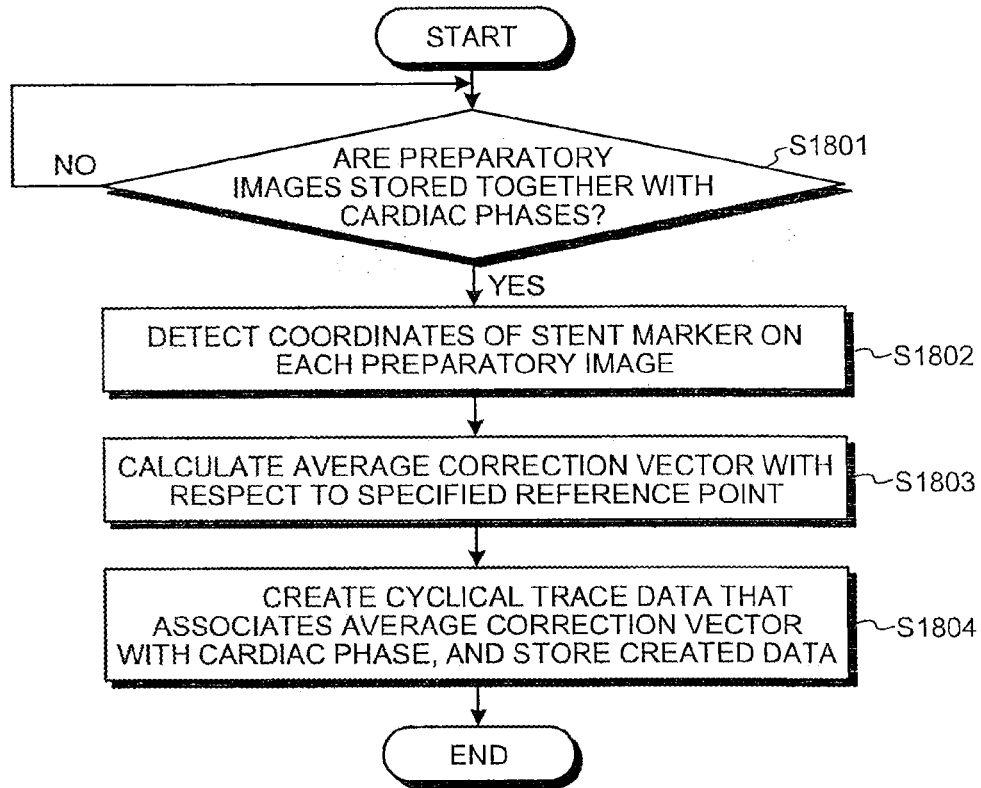 START
NO
ARE PREPARATORY
IMAGES STORED TOGETHER WITH
CARDIAC PHASES?
S1801
YES
DETECT COORDINATES OF STENT MARKER ON
EACH PREPARATORY IMAGE
S1802
CALCULATE AVERAGE CORRECTION VECTOR WITH
RESPECT TO SPECIFIED REFERENCE POINT
S1803
CREATE CYCLICAL TRACE DATA THAT
ASSOCIATES AVERAGE CORRECTION VECTOR
WITH CARDIAC PHASE, AND STORE CREATED DATA
S1804
END